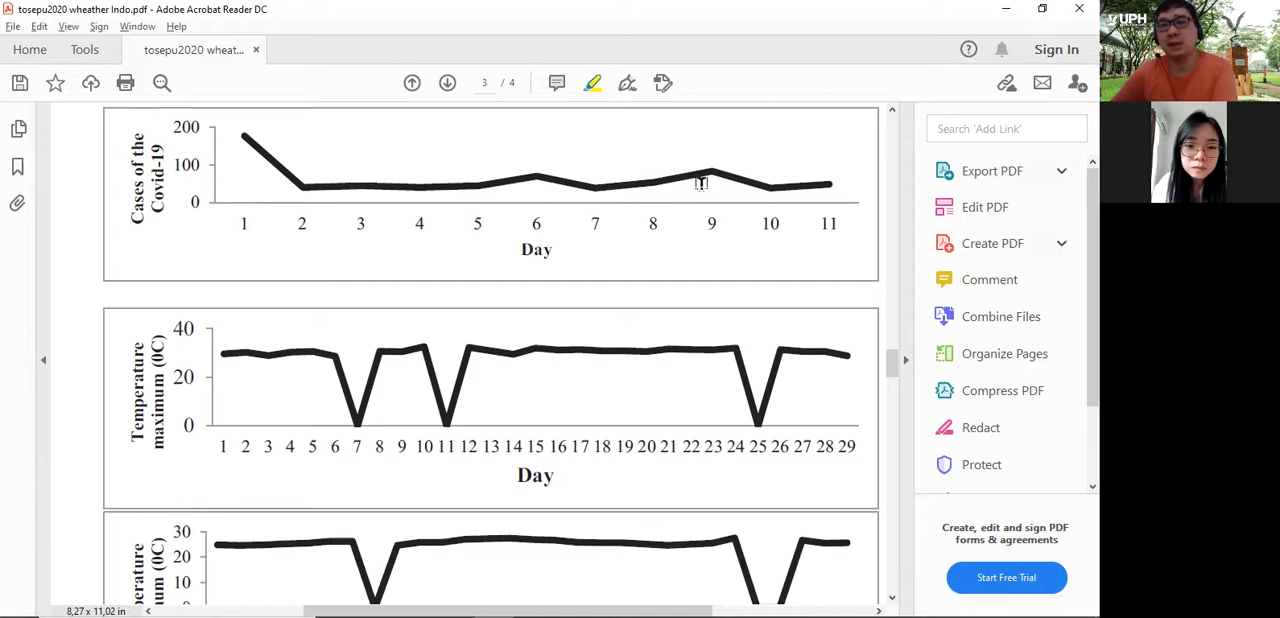 tosepu2020 wheather Indo.pdf - Adobe Acrobat Reader DC
File Edit View Sign Window Help
Home Tools tosepu2020 wheat... × Sign In
3 / 4
Cases of the
Covid-19
200
100
0
1 2 3 4 5 6 7 8 9 10 11
Day
Temperature
maximum (0C)
40
20
0
1 2 3 4 5 6 7 8 9 10 11 12 13 14 15 16 17 18 19 20 21 22 23 24 25 26 27 28 29
Day
30
20
10
8,27 x 11,02 in
Search 'Add Link'
Export PDF
Edit PDF
Create PDF
Comment
Combine Files
Organize Pages
Compress PDF
Redact
Protect
Create, edit and sign PDF
forms & agreements
Start Free Trial
UPH